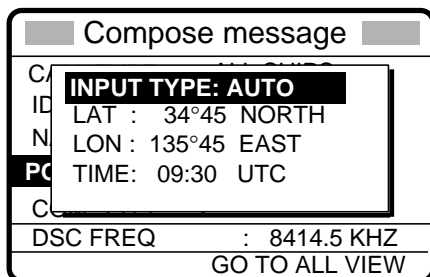 Compose message
INPUT TYPE: AUTO
LAT : 34°45 NORTH
LON : 135°45 EAST
TIME: 09:30 UTC
DSC FREQ : 8414.5 KHZ
GO TO ALL VIEW